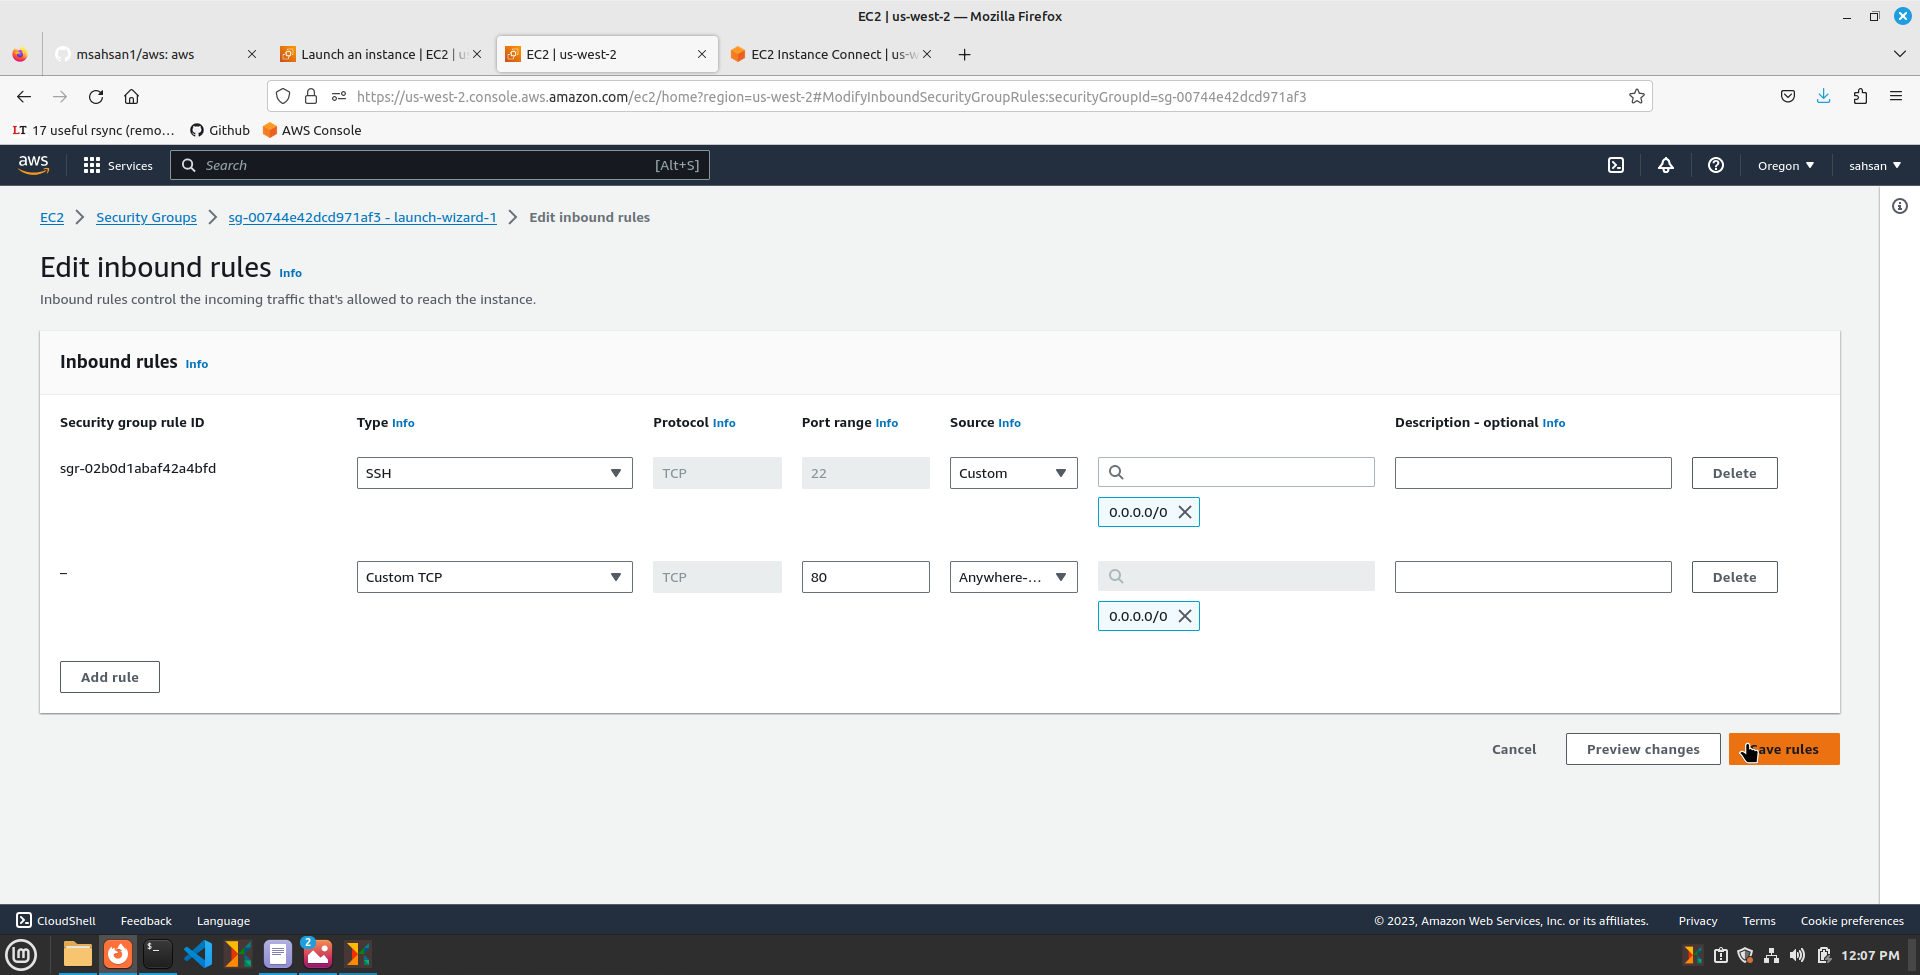 EC2 | us-west-2 — Mozilla Firefox
msahsan1/aws: aws
Launch an instance | EC2 | us
EC2 | us-west-2
EC2 Instance Connect | us-w
https://us-west-2.console.aws.amazon.com/ec2/home?region=us-west-2#ModifyInboundSecurityGroupRules:securityGroupId=sg-00744e42dcd971af3
LT 17 useful rsync (remo…
Github
AWS Console
aws
Services
Search
[Alt+S]
Oregon
sahsan
EC2
Security Groups
sg-00744e42dcd971af3 - launch-wizard-1
Edit inbound rules
Edit inbound rules Info
Inbound rules control the incoming traffic that's allowed to reach the instance.
Inbound rules Info
Security group rule ID
Type Info
Protocol Info
Port range Info
Source Info
Description - optional Info
sgr-02b0d1abaf42a4bfd
SSH
TCP
22
Custom
Delete
0.0.0.0/0
–
Custom TCP
TCP
80
Anywhere-...
Delete
0.0.0.0/0
Add rule
Cancel
Preview changes
ave rules
CloudShell
Feedback
Language
© 2023, Amazon Web Services, Inc. or its affiliates.
Privacy
Terms
Cookie preferences
2
12:07 PM